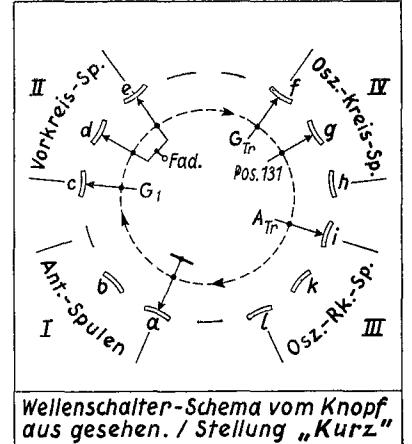 II
Vorkreis-Sp.
e
d
c
Fad.
G1
f
Osz.-Kreis-Sp.
IV
GTr
g
Pos.131
h
ATr
i
b
a
Ant.-Spulen
I
k
l
Osz.-Rk.-Sp.
III
Wellenschalter-Schema vom Knopf
aus gesehen. / Stellung „Kurz"